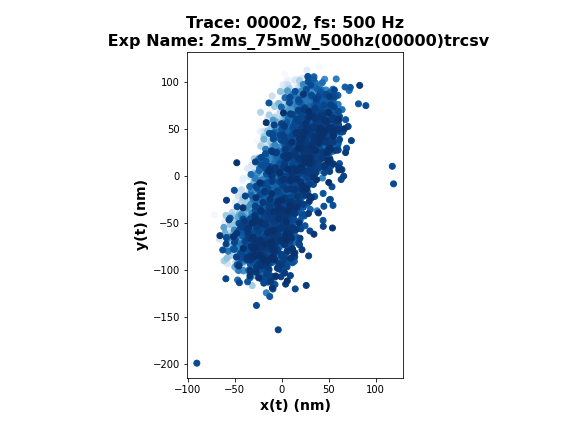 Trace: 00002, fs: 500 Hz
Exp Name: 2ms_75mW_500hz(00000)trcsv
100
50
0
−50
−100
−150
−200
y(t) (nm)
−100 −50 0 50 100
x(t) (nm)